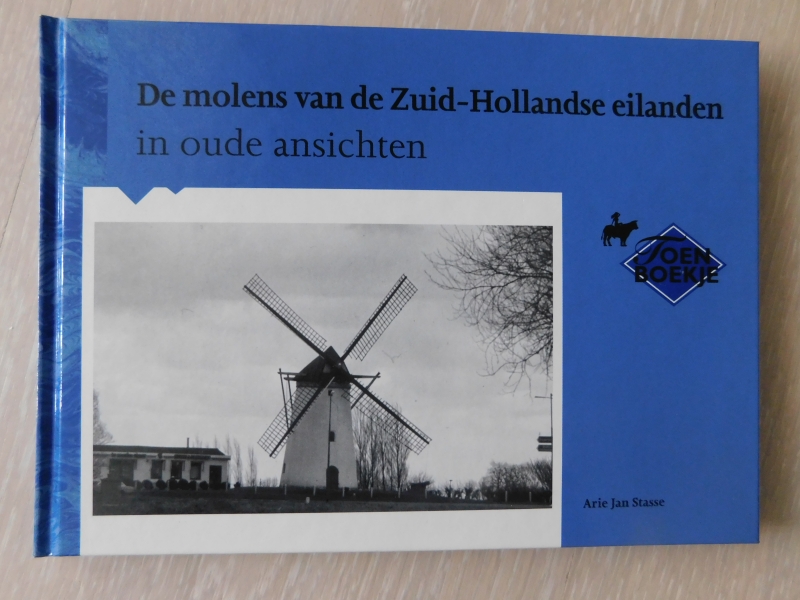 De molens van de Zuid-Hollandse eilanden
in oude ansichten
TOEN
BOEKJE
Arie Jan Stasse